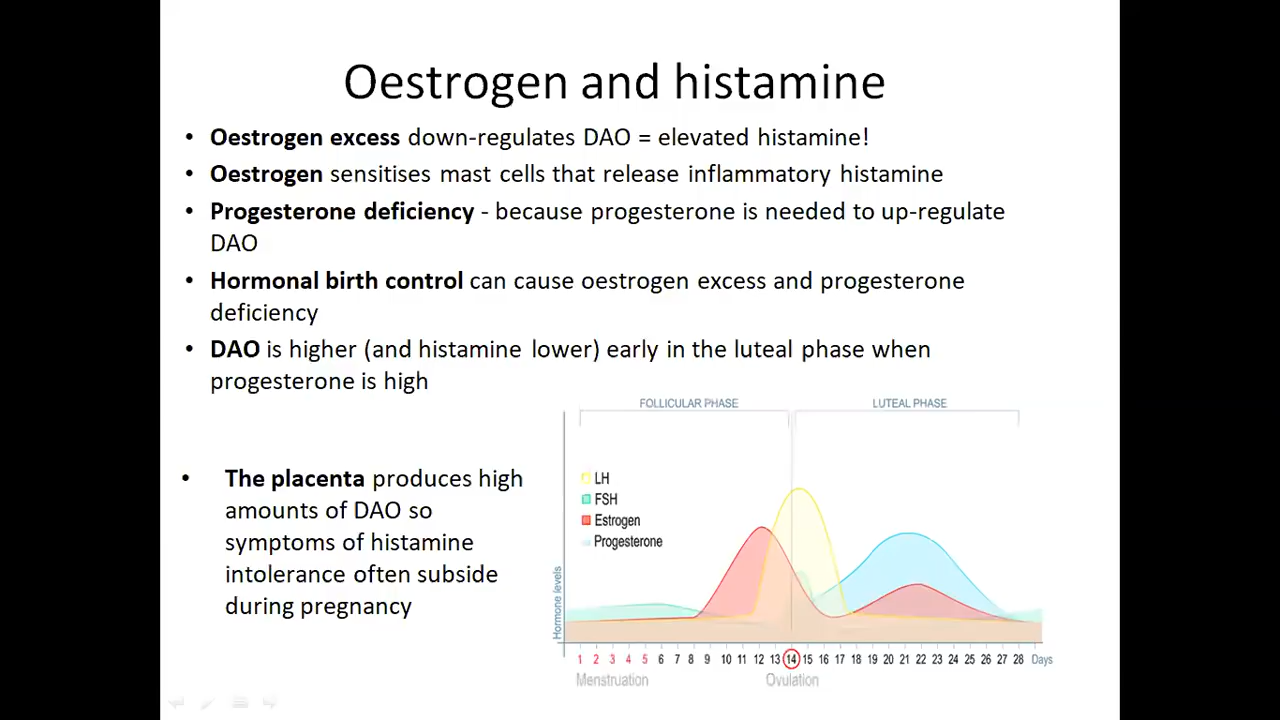 Oestrogen and histamine
• Oestrogen excess down-regulates DAO = elevated histamine!
• Oestrogen sensitises mast cells that release inflammatory histamine
• Progesterone deficiency - because progesterone is needed to up-regulate
DAO
• Hormonal birth control can cause oestrogen excess and progesterone
deficiency
• DAO is higher (and histamine lower) early in the luteal phase when
progesterone is high
• The placenta produces high
amounts of DAO so
symptoms of histamine
intolerance often subside
during pregnancy
FOLLICULAR PHASE LUTEAL PHASE
LH
FSH
Estrogen
Progesterone
Hormone levels
1 2 3 4 5 6 7 8 9 10 11 12 13 14 15 16 17 18 19 20 21 22 23 24 25 26 27 28 Days
Menstruation Ovulation